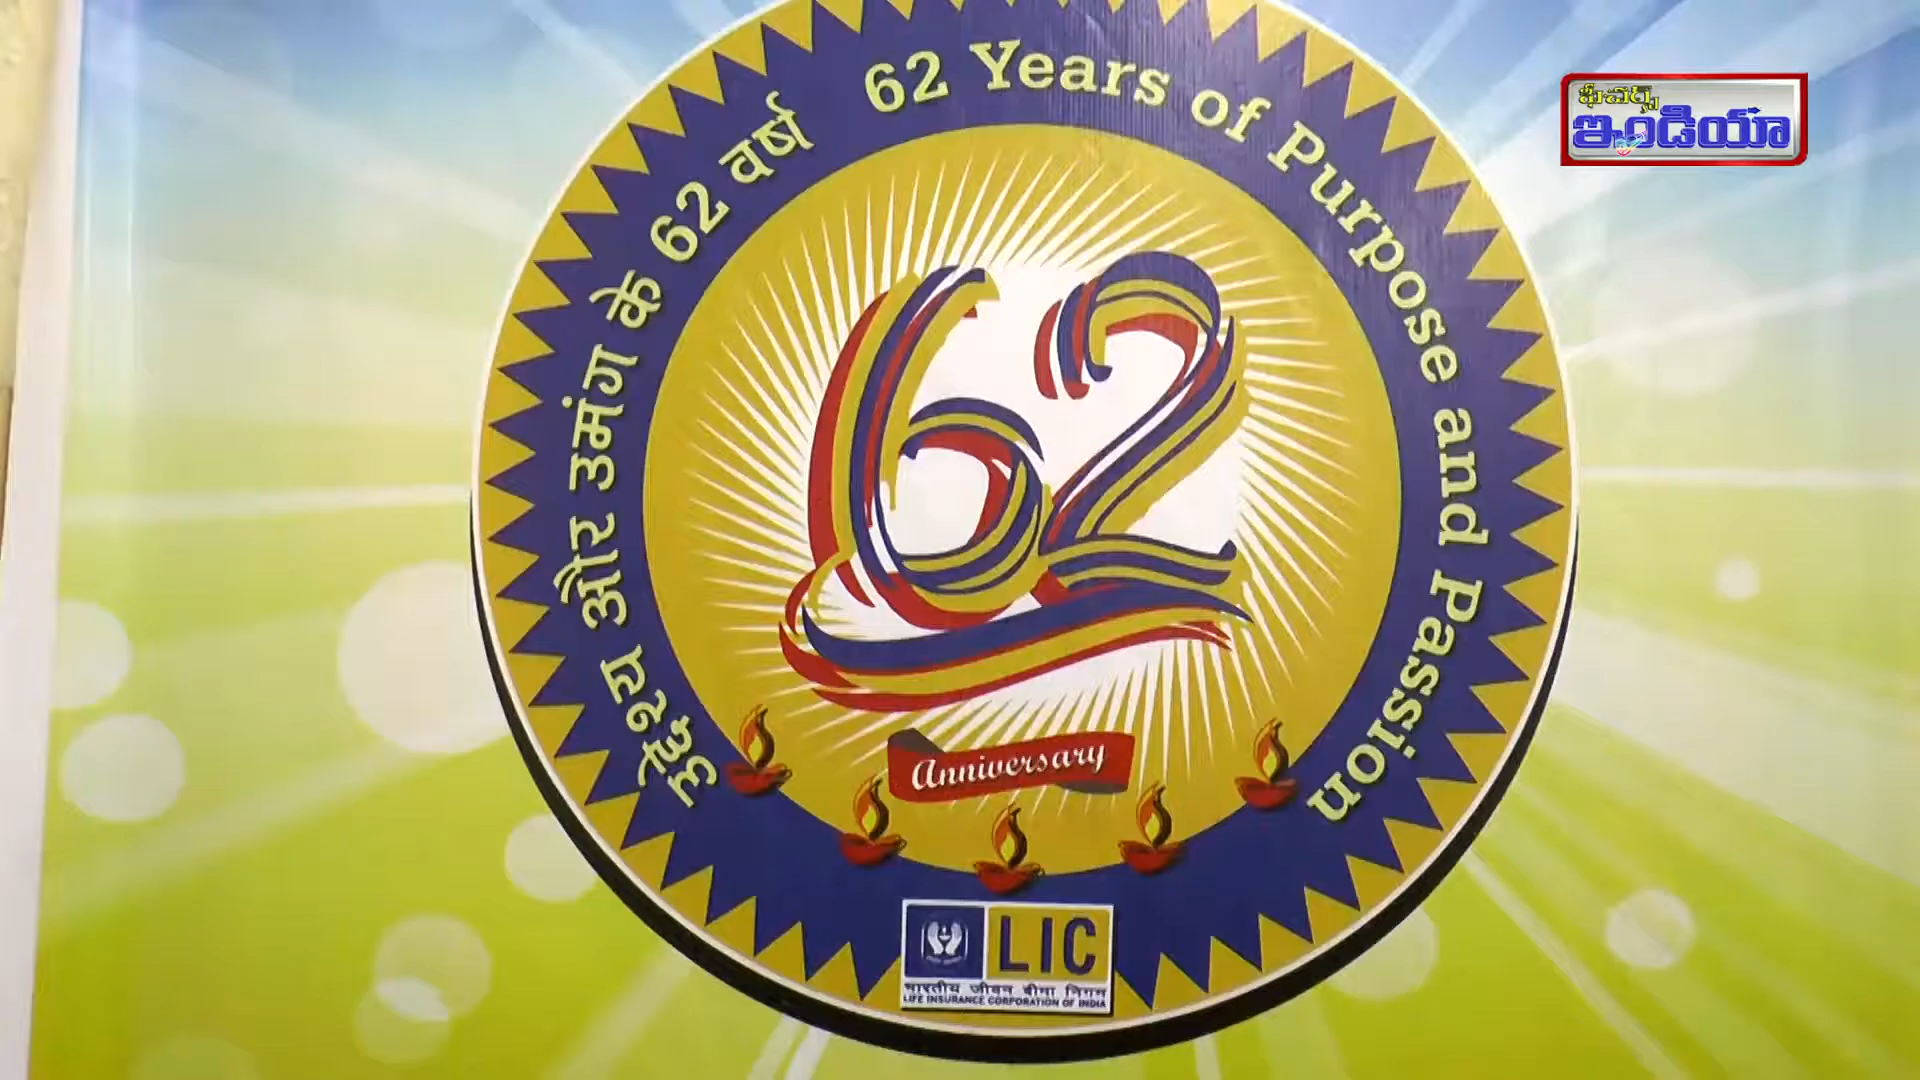 ఫీచర్స్
ఇండియా
उद्देश्य और उमंग के 62 वर्ष
62 Years of Purpose and Passion
62
Anniversary
LIC
भारतीय जीवन बीमा निगम
LIFE INSURANCE CORPORATION OF INDIA